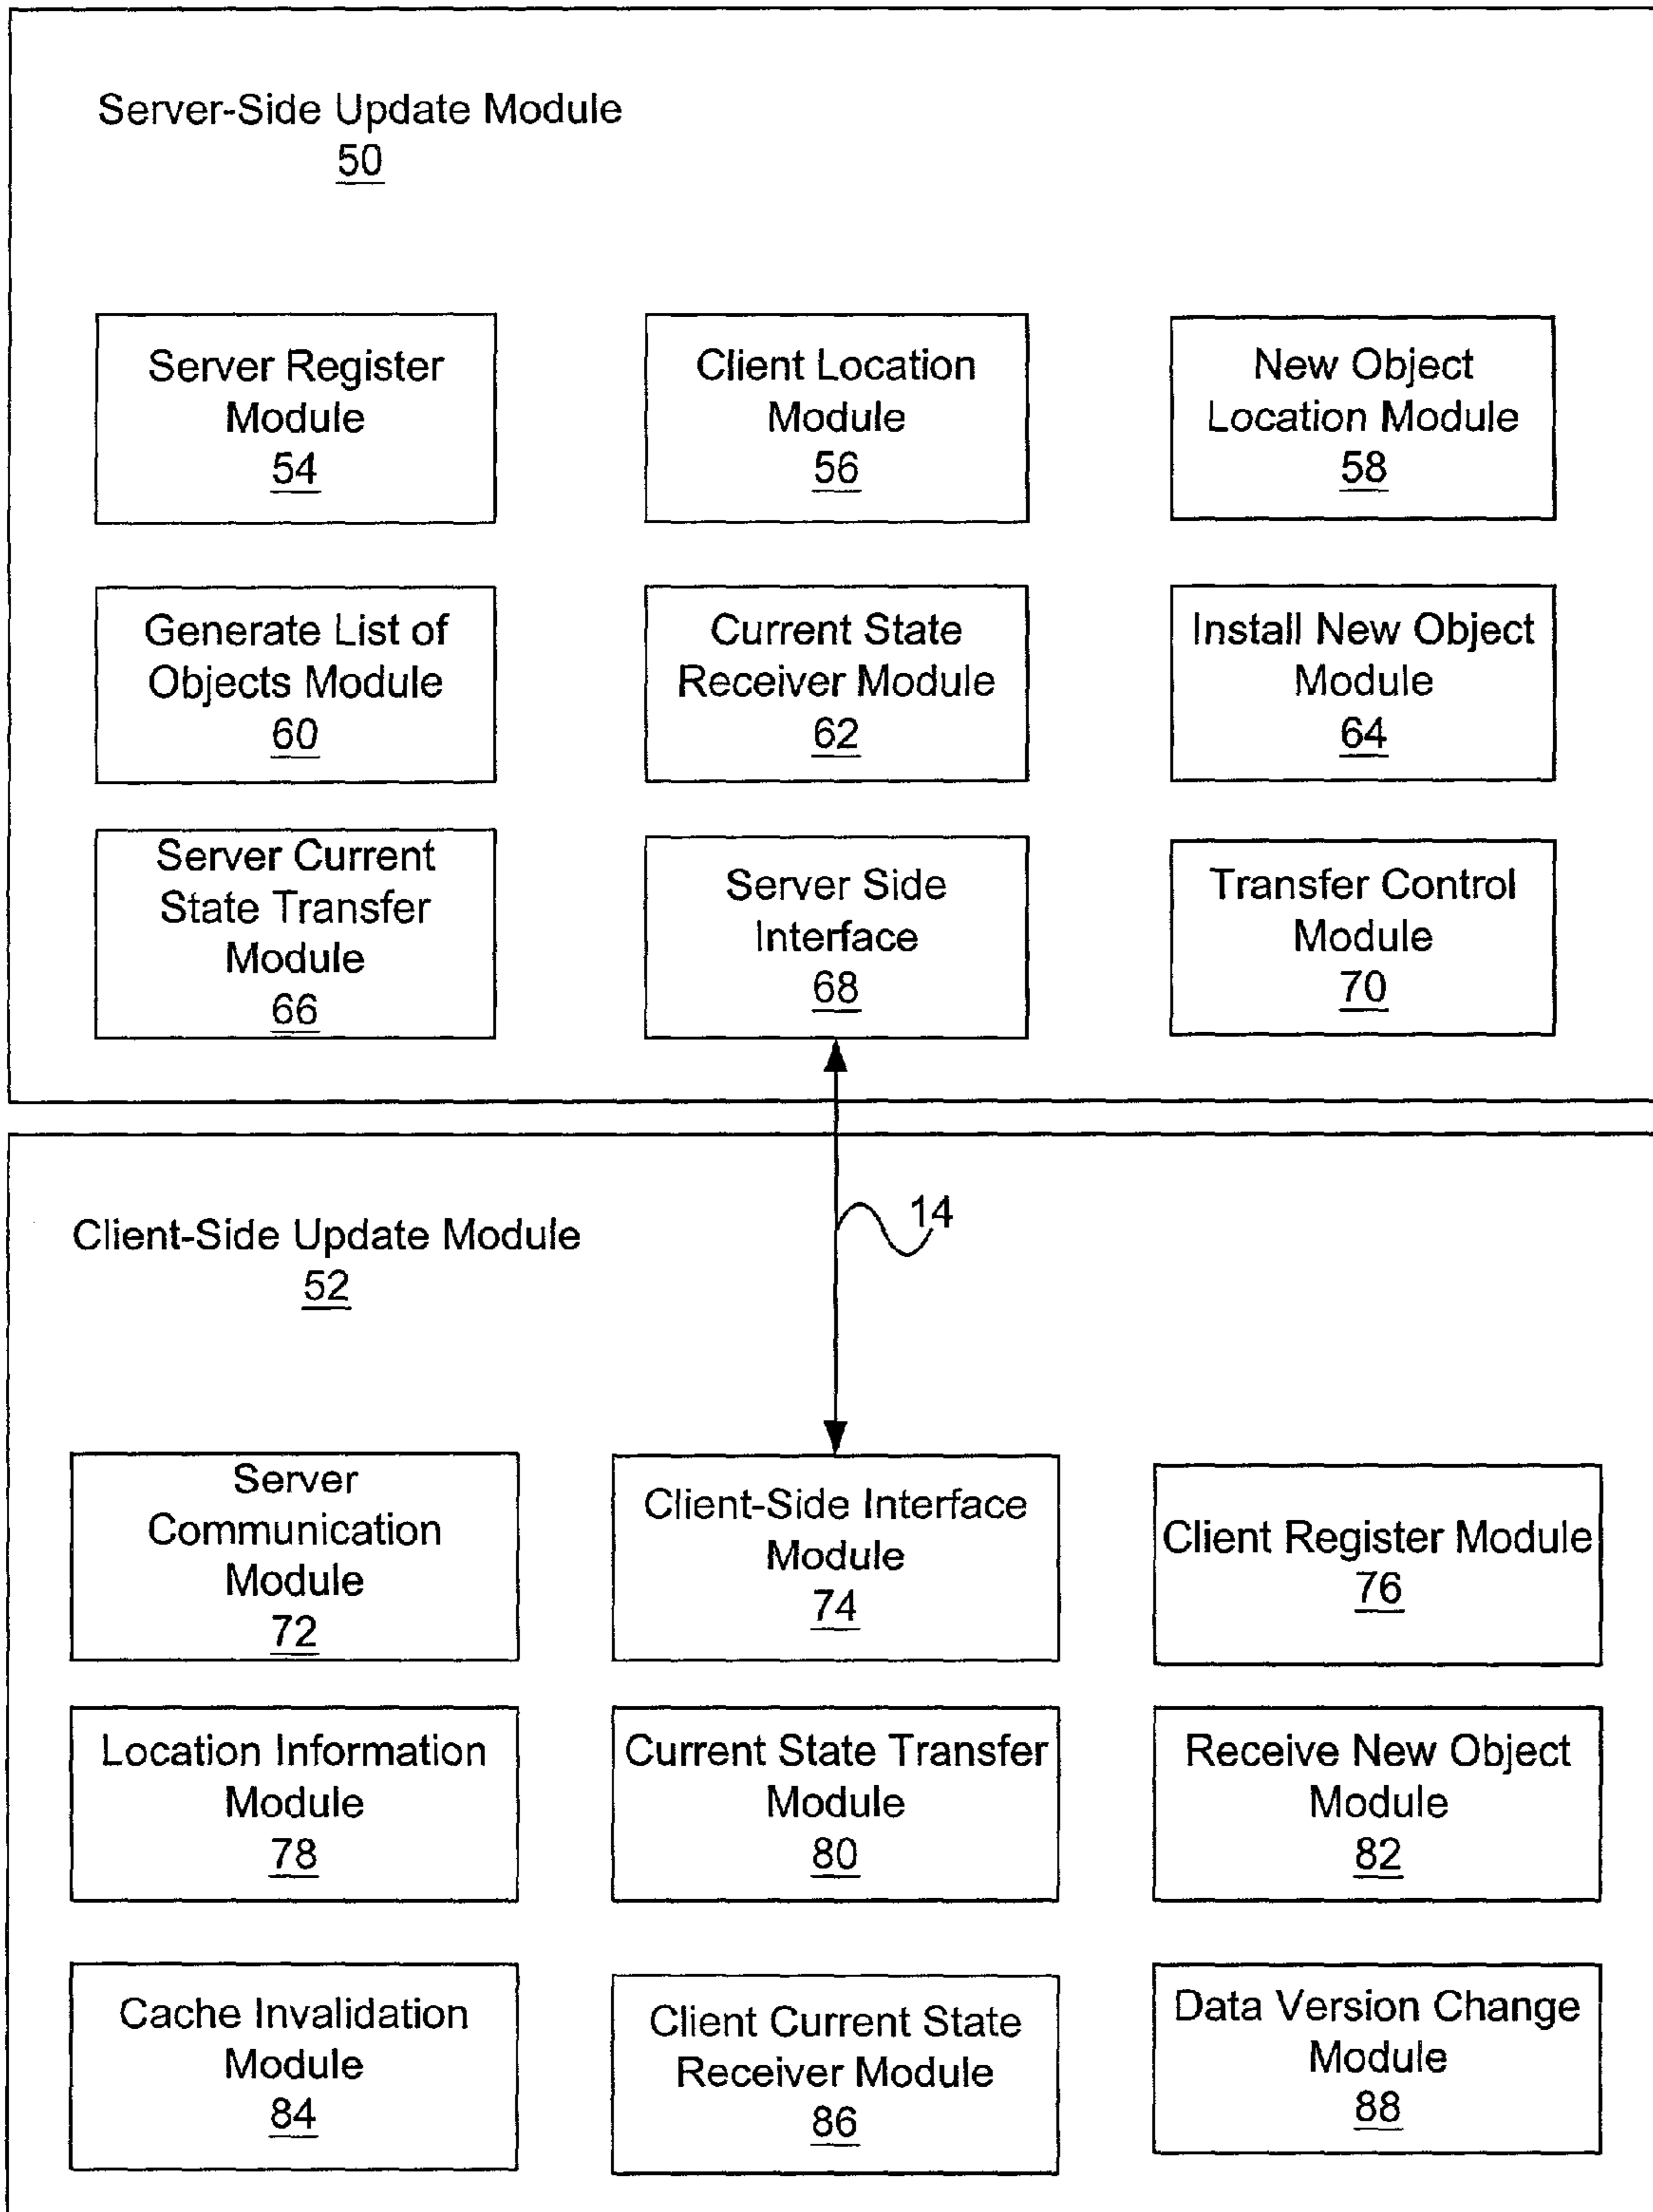 Server-Side Update Module
50
Server Register
Module
54
Client Location
Module
56
New Object
Location Module
58
Generate List of
Objects Module
60
Current State
Receiver Module
62
Install New Object
Module
64
Server Current
State Transfer
Module
66
Server Side
Interface
68
Transfer Control
Module
70
14
Client-Side Update Module
52
Server
Communication
Module
72
Client-Side Interface
Module
74
Client Register Module
76
Location Information
Module
78
Current State Transfer
Module
80
Receive New Object
Module
82
Cache Invalidation
Module
84
Client Current State
Receiver Module
86
Data Version Change
Module
88